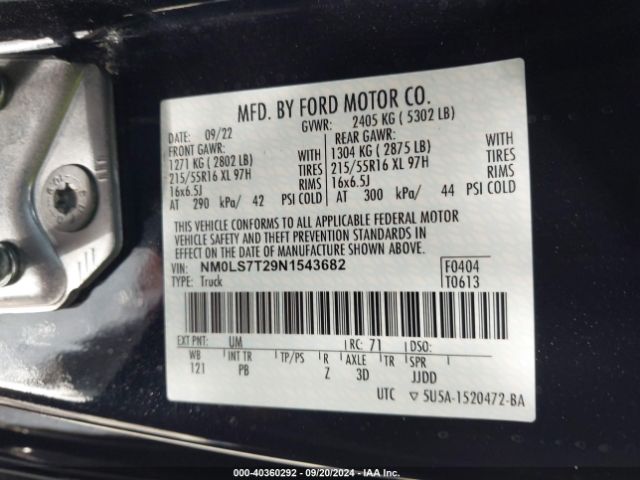 MFD. BY FORD MOTOR CO.
DATE: 09/22 GVWR: 2405 KG ( 5302 LB)
FRONT GAWR: REAR GAWR:
1271 KG ( 2802 LB) WITH 1304 KG ( 2875 LB) WITH
215/55R16 XL 97H TIRES 215/55R16 XL 97H TIRES
16x6.5J RIMS 16x6.5J RIMS
AT 290 kPa/ 42 PSI COLD AT 300 kPa/ 44 PSI COLD
THIS VEHICLE CONFORMS TO ALL APPLICABLE FEDERAL MOTOR
VEHICLE SAFETY AND THEFT PREVENTION STANDARDS IN
EFFECT ON THE DATE OF MANUFACTURE SHOWN ABOVE.
VIN: NM0LS7T29N1543682 F0404
TYPE: Truck T0613
EXT PNT: UM RC: 71 DSO:
WB INT TR TP/PS R AXLE TR SPR
121 PB Z 3D JJDD
UTC ▽ 5U5A-1520472-BA
000-40360292 - 09/20/2024 - IAA Inc.